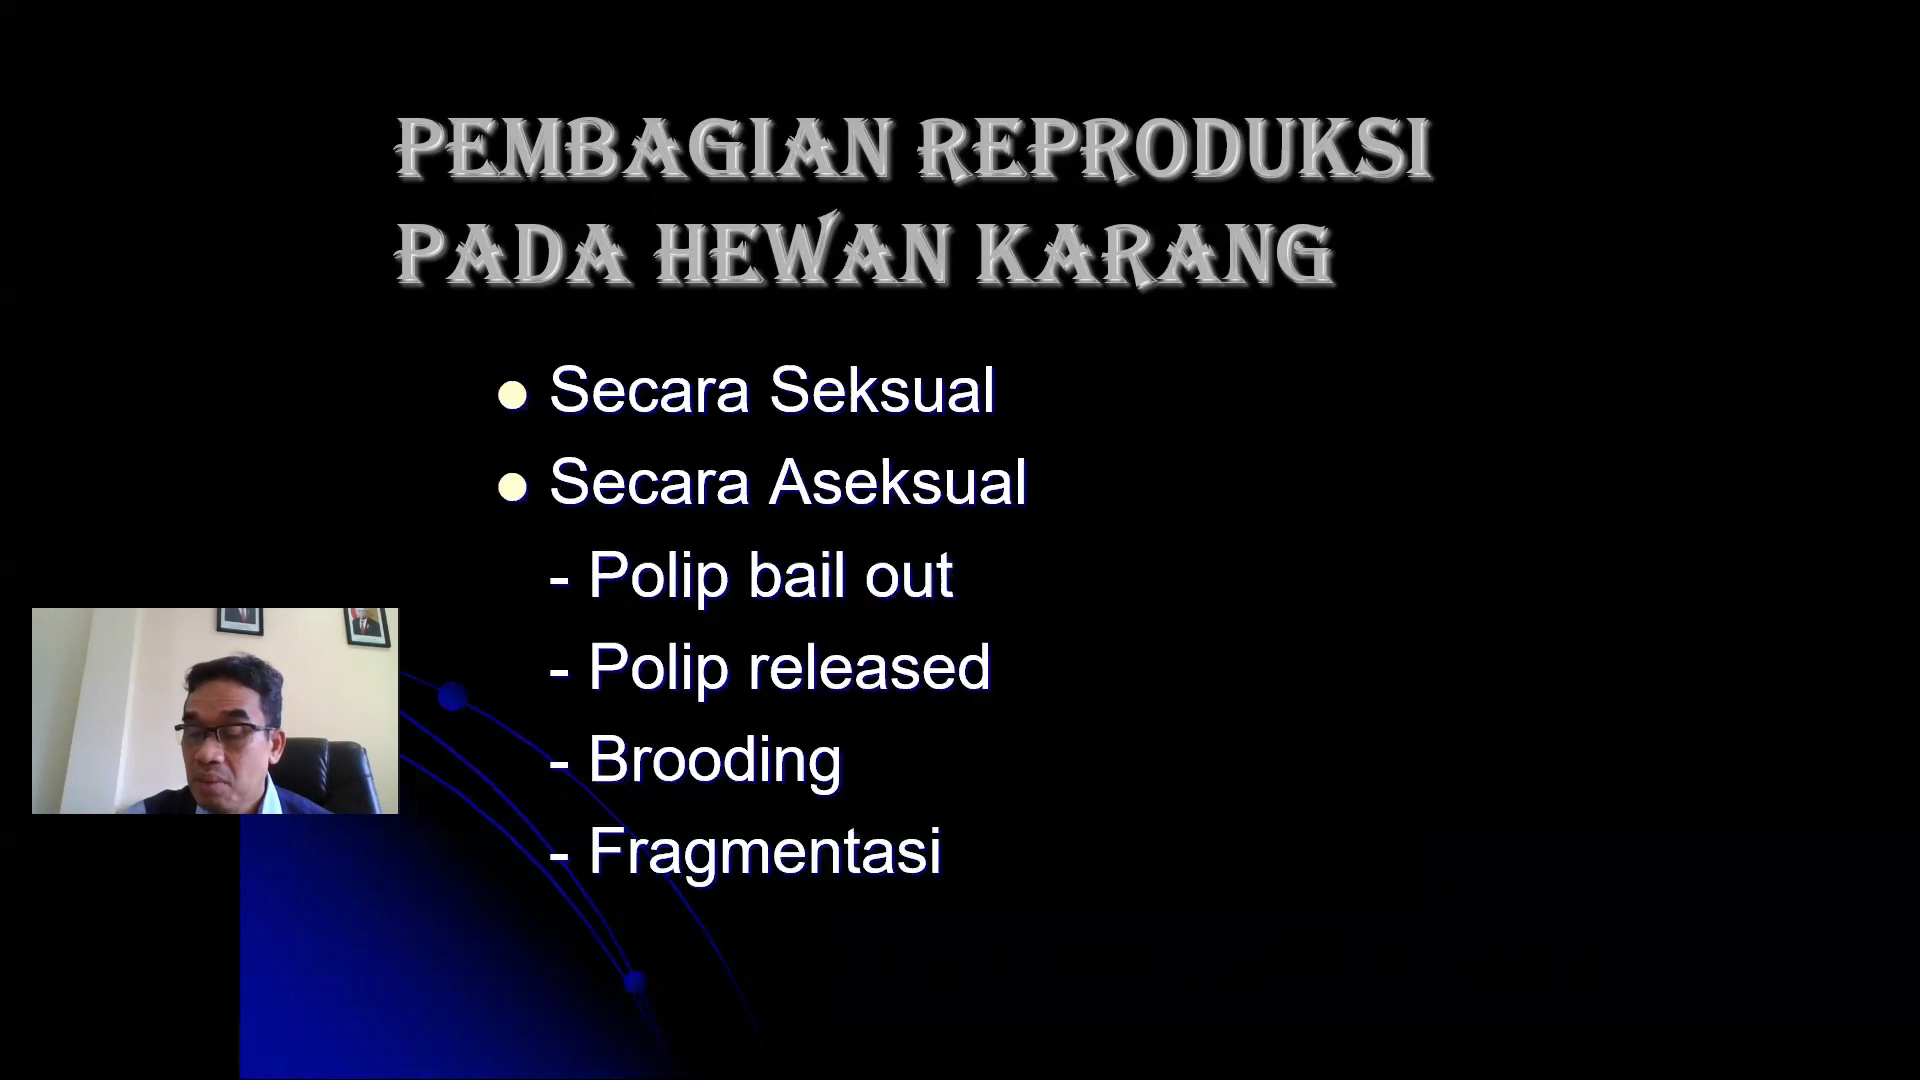 PEMBAGIAN REPRODUKSI
PADA HEWAN KARANG
Secara Seksual
Secara Aseksual
- Polip bail out
- Polip released
- Brooding
- Fragmentasi